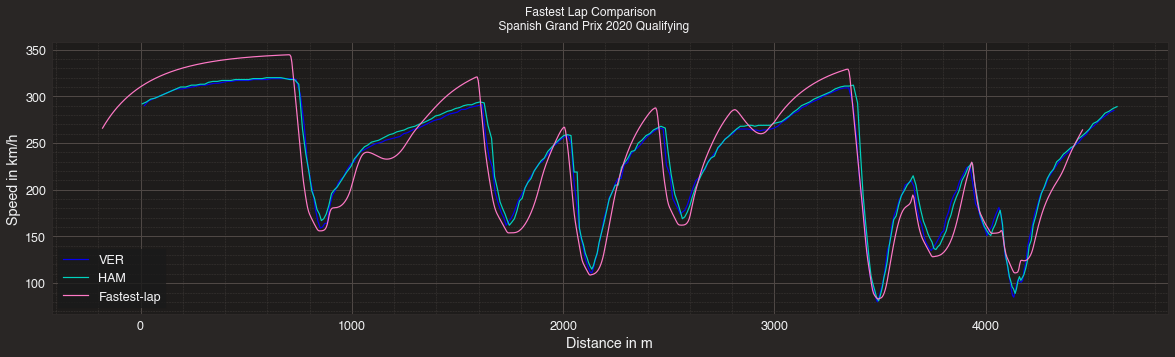 Fastest Lap Comparison
Spanish Grand Prix 2020 Qualifying
350
300
250
200
150
100
Speed in km/h
VER
HAM
Fastest-lap
0
1000
2000
3000
4000
Distance in m